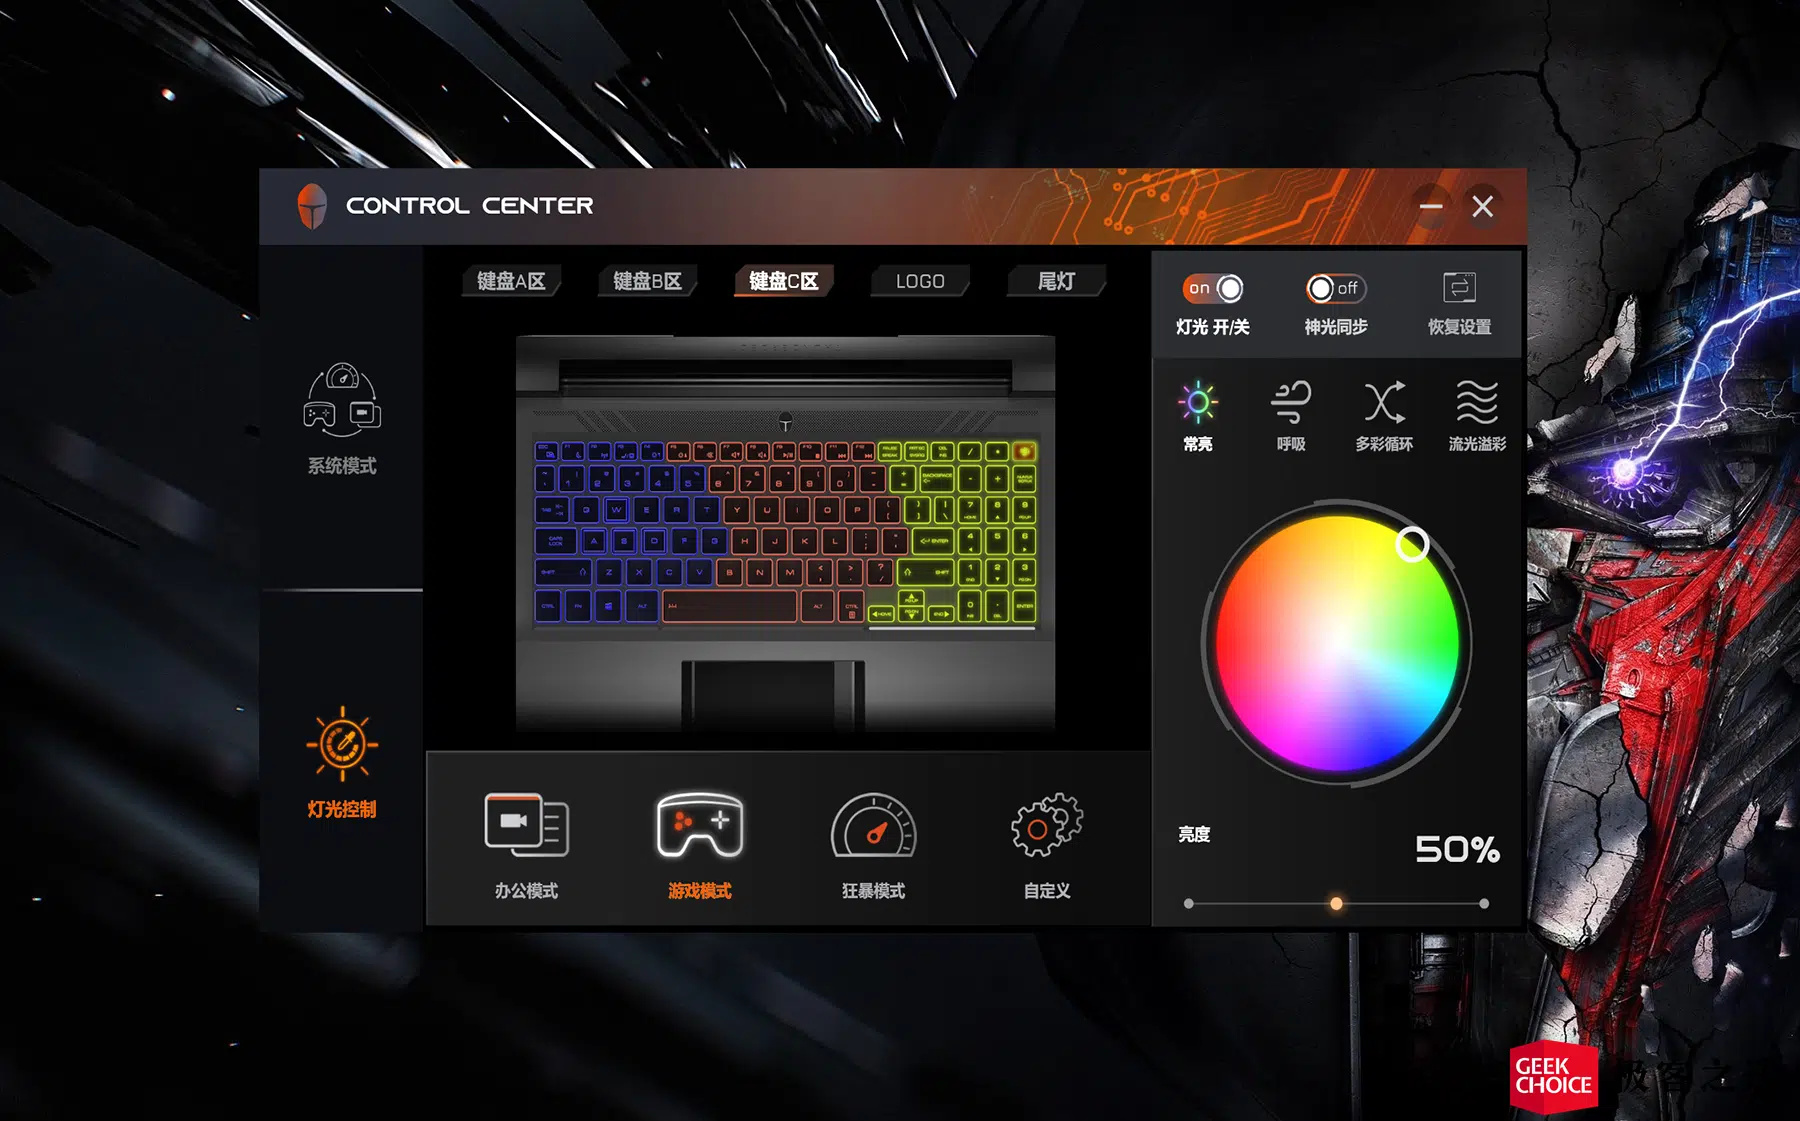 CONTROL CENTER
键盘A区
键盘B区
键盘C区
LOGO
尾灯
on
off
灯光 开/关
神光同步
恢复设置
常亮
呼吸
多彩循环
流光溢彩
系统模式
灯光控制
办公模式
游戏模式
狂暴模式
自定义
亮度
50%
GEEK
CHOICE